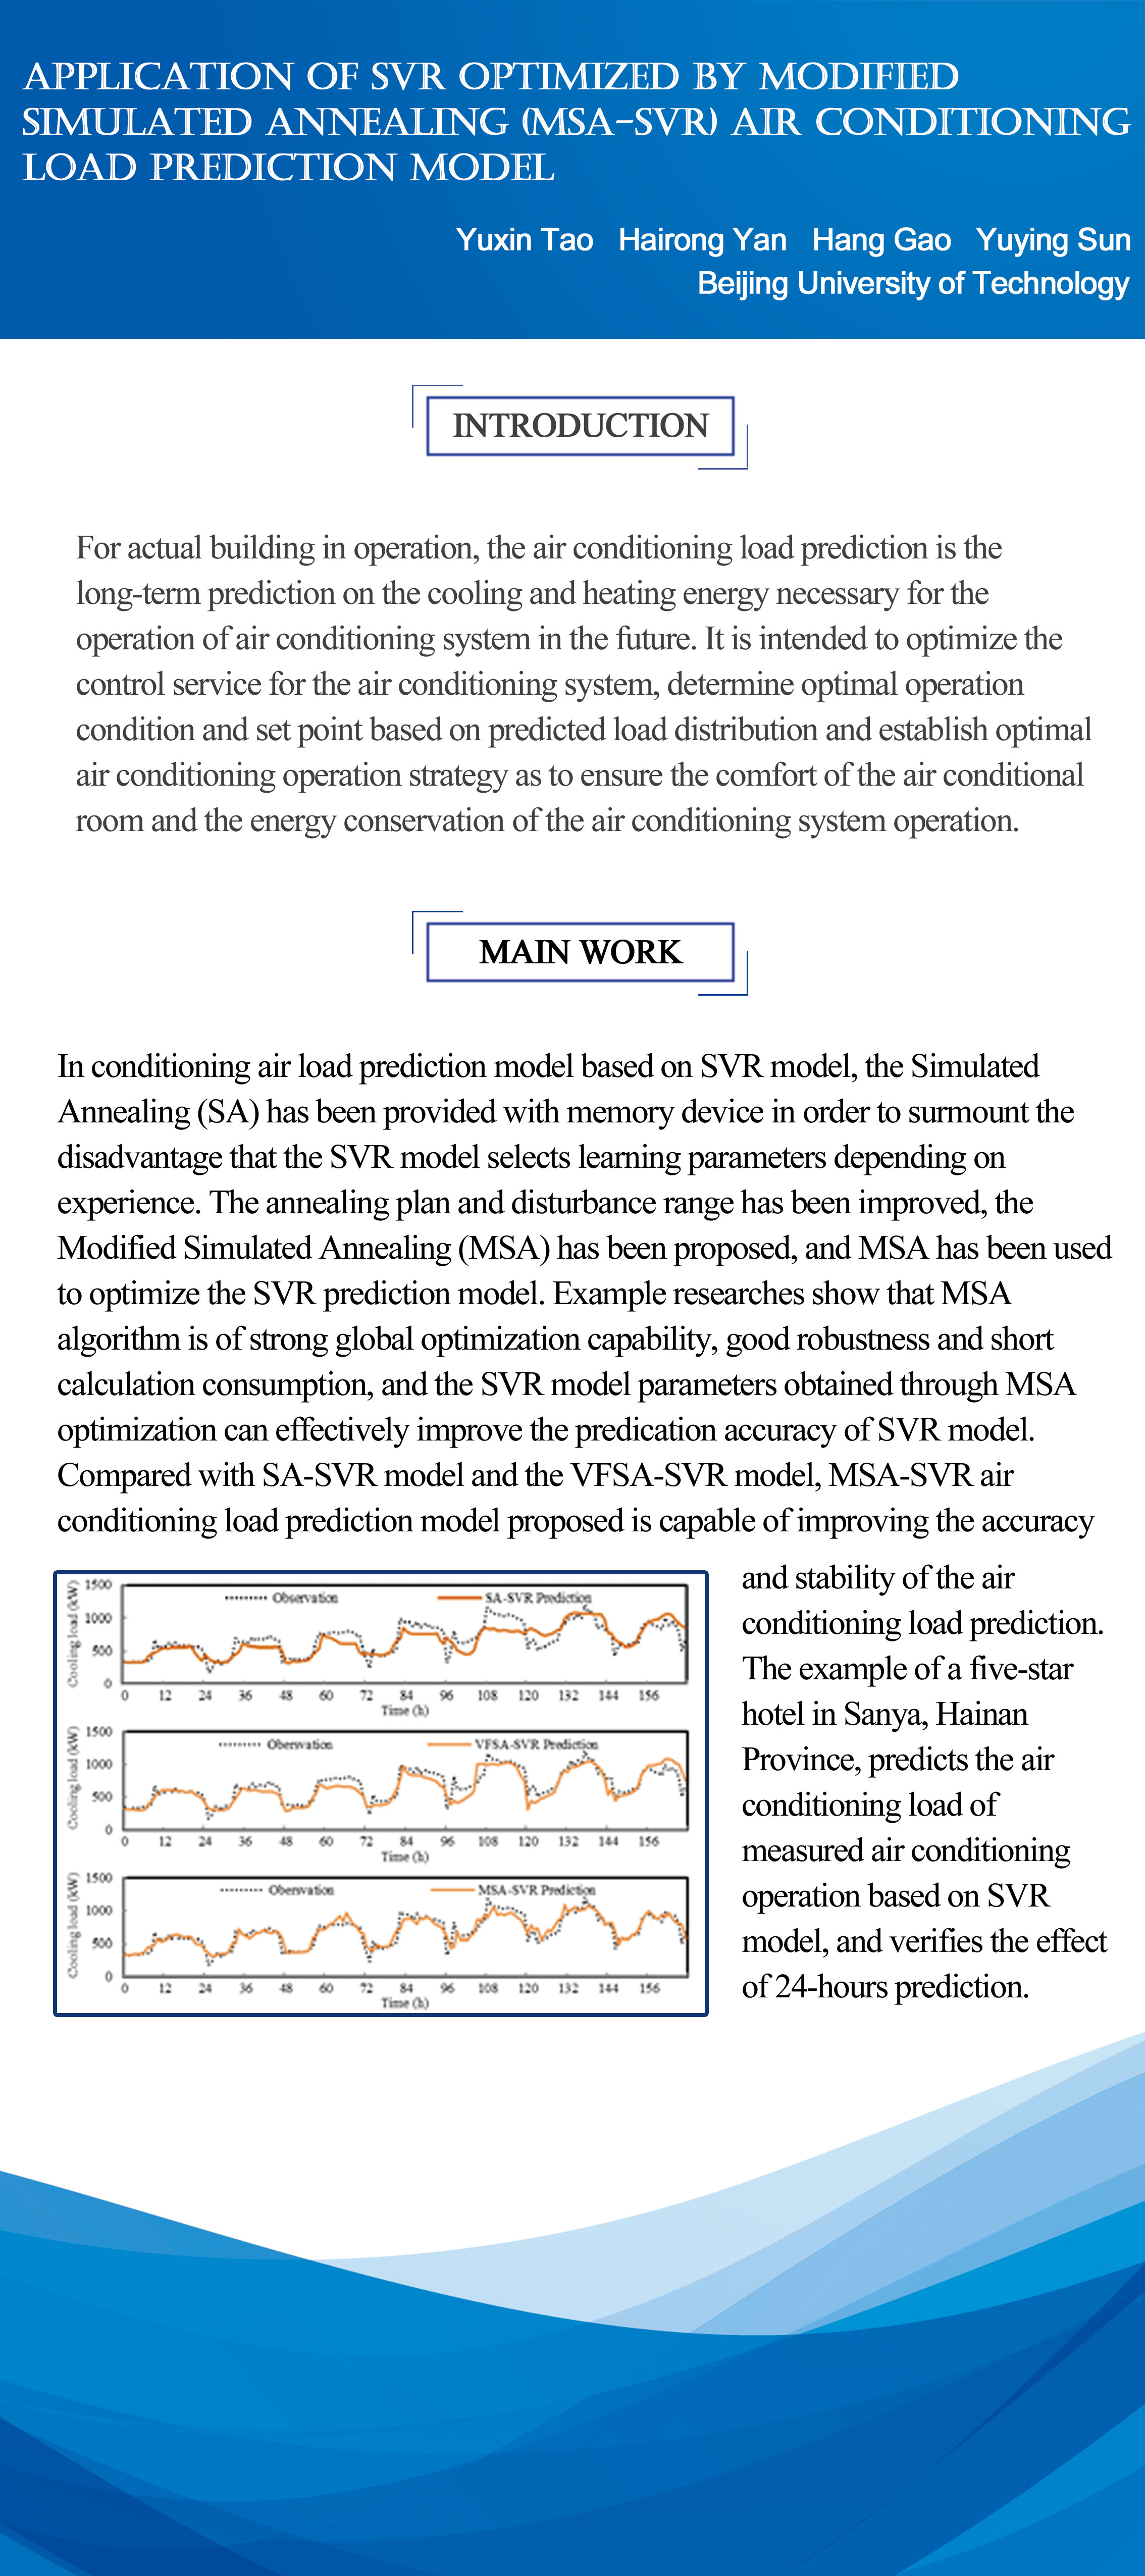 APPLICATION OF SVR OPTIMIZED BY MODIFIED
SIMULATED ANNEALING (MSA-SVR) AIR CONDITIONING
LOAD PREDICTION MODEL
Yuxin Tao Hairong Yan Hang Gao Yuying Sun
Beijing University of Technology
INTRODUCTION
For actual building in operation, the air conditioning load prediction is the
long-term prediction on the cooling and heating energy necessary for the
operation of air conditioning system in the future. It is intended to optimize the
control service for the air conditioning system, determine optimal operation
condition and set point based on predicted load distribution and establish optimal
air conditioning operation strategy as to ensure the comfort of the air conditional
room and the energy conservation of the air conditioning system operation.
MAIN WORK
In conditioning air load prediction model based on SVR model, the Simulated
Annealing (SA) has been provided with memory device in order to surmount the
disadvantage that the SVR model selects learning parameters depending on
experience. The annealing plan and disturbance range has been improved, the
Modified Simulated Annealing (MSA) has been proposed, and MSA has been used
to optimize the SVR prediction model. Example researches show that MSA
algorithm is of strong global optimization capability, good robustness and short
calculation consumption, and the SVR model parameters obtained through MSA
optimization can effectively improve the predication accuracy of SVR model.
Compared with SA-SVR model and the VFSA-SVR model, MSA-SVR air
conditioning load prediction model proposed is capable of improving the accuracy
and stability of the air
conditioning load prediction.
The example of a five-star
hotel in Sanya, Hainan
Province, predicts the air
conditioning load of
measured air conditioning
operation based on SVR
model, and verifies the effect
of 24-hours prediction.
Cooling load (kW)
1500
1000
500
0
Observation SA-SVR Prediction
0 12 24 36 48 60 72 84 96 108 120 132 144 156
Time (h)
Cooling load (kW)
1500
1000
500
0
Obersvation VFSA-SVR Prediction
0 12 24 36 48 60 72 84 96 108 120 132 144 156
Time (h)
Cooling load (kW)
1500
1000
500
0
Obersvation MSA-SVR Prediction
0 12 24 36 48 60 72 84 96 108 120 132 144 156
Time (h)